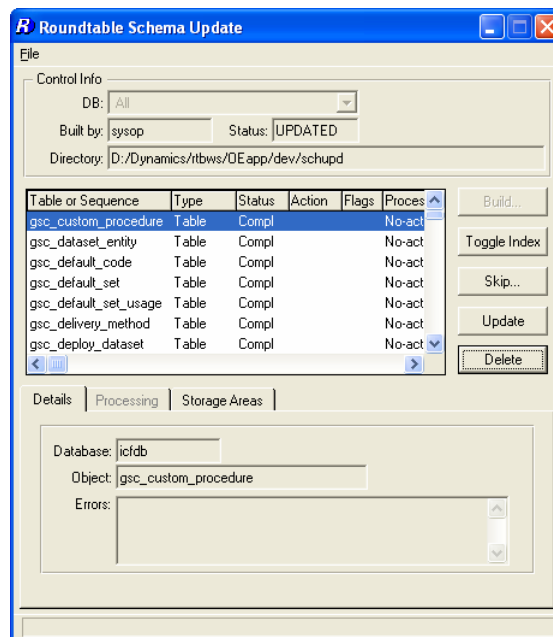 R Roundtable Schema Update
File
Control Info
DB: All
Built by: sysop Status: UPDATED
Directory: D:/Dynamics/rtbws/OEapp/dev/schupd
Table or Sequence Type Status Action Flags Proces
gsc_custom_procedure Table Compl No-act
gsc_dataset_entity Table Compl No-act
gsc_default_code Table Compl No-act
gsc_default_set Table Compl No-act
gsc_default_set_usage Table Compl No-act
gsc_delivery_method Table Compl No-act
gsc_deploy_dataset Table Compl No-act
Build...
Toggle Index
Skip...
Update
Delete
Details Processing Storage Areas
Database: icfdb
Object: gsc_custom_procedure
Errors: